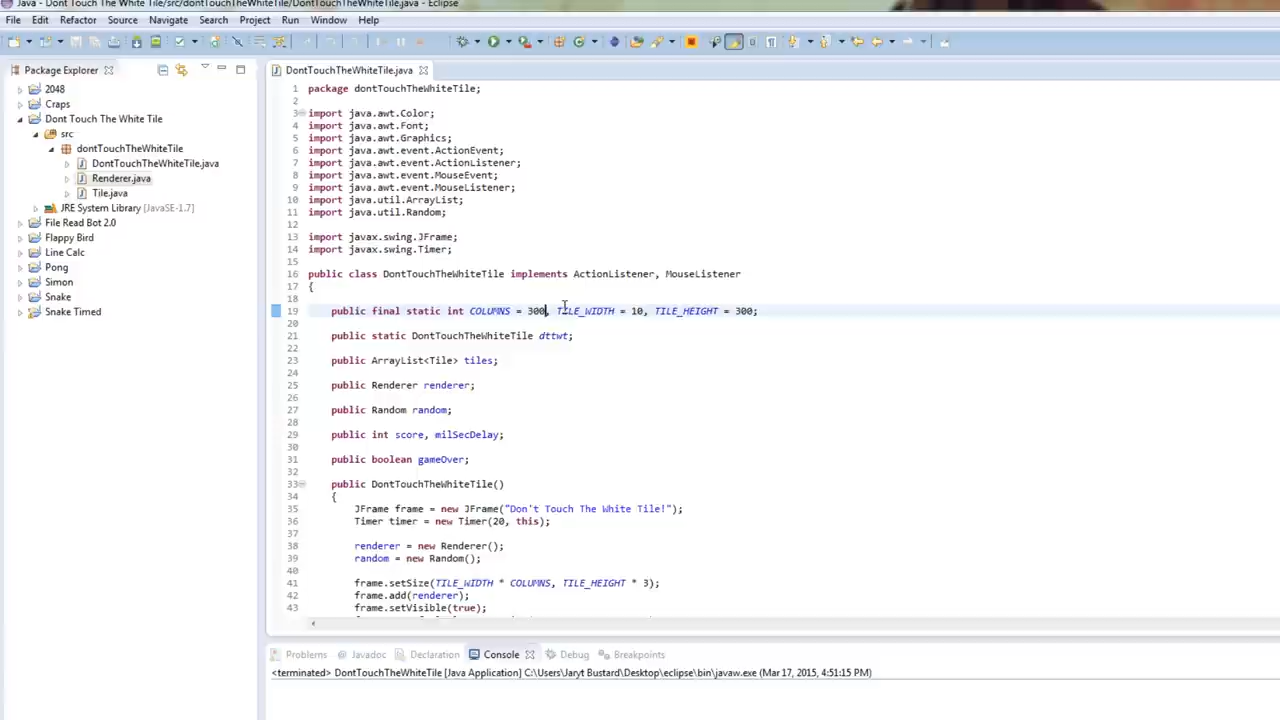 Java - Dont Touch The White Tile/src/dontTouchTheWhiteTile/DontTouchTheWhiteTile.java - Eclipse
File Edit Refactor Source Navigate Search Project Run Window Help
Package Explorer
2048
Craps
Dont Touch The White Tile
src
dontTouchTheWhiteTile
DontTouchTheWhiteTile.java
Renderer.java
Tile.java
JRE System Library [JavaSE-1.7]
File Read Bot 2.0
Flappy Bird
Line Calc
Pong
Simon
Snake
Snake Timed
DontTouchTheWhiteTile.java
1 package dontTouchTheWhiteTile;
2
3 import java.awt.Color;
4 import java.awt.Font;
5 import java.awt.Graphics;
6 import java.awt.event.ActionEvent;
7 import java.awt.event.ActionListener;
8 import java.awt.event.MouseEvent;
9 import java.awt.event.MouseListener;
10 import java.util.ArrayList;
11 import java.util.Random;
12
13 import javax.swing.JFrame;
14 import javax.swing.Timer;
15
16 public class DontTouchTheWhiteTile implements ActionListener, MouseListener
17 {
18
19 public final static int COLUMNS = 300, TILE_WIDTH = 10, TILE_HEIGHT = 300;
20
21 public static DontTouchTheWhiteTile dttwt;
22
23 public ArrayList<Tile> tiles;
24
25 public Renderer renderer;
26
27 public Random random;
28
29 public int score, milSecDelay;
30
31 public boolean gameOver;
32
33 public DontTouchTheWhiteTile()
34 {
35 JFrame frame = new JFrame("Don't Touch The White Tile!");
36 Timer timer = new Timer(20, this);
37
38 renderer = new Renderer();
39 random = new Random();
40
41 frame.setSize(TILE_WIDTH * COLUMNS, TILE_HEIGHT * 3);
42 frame.add(renderer);
43 frame.setVisible(true);
Problems Javadoc Declaration Console Debug Breakpoints
<terminated> DontTouchTheWhiteTile [Java Application] C:\Users\Jaryt Bustard\Desktop\eclipse\bin\javaw.exe (Mar 17, 2015, 4:51:15 PM)